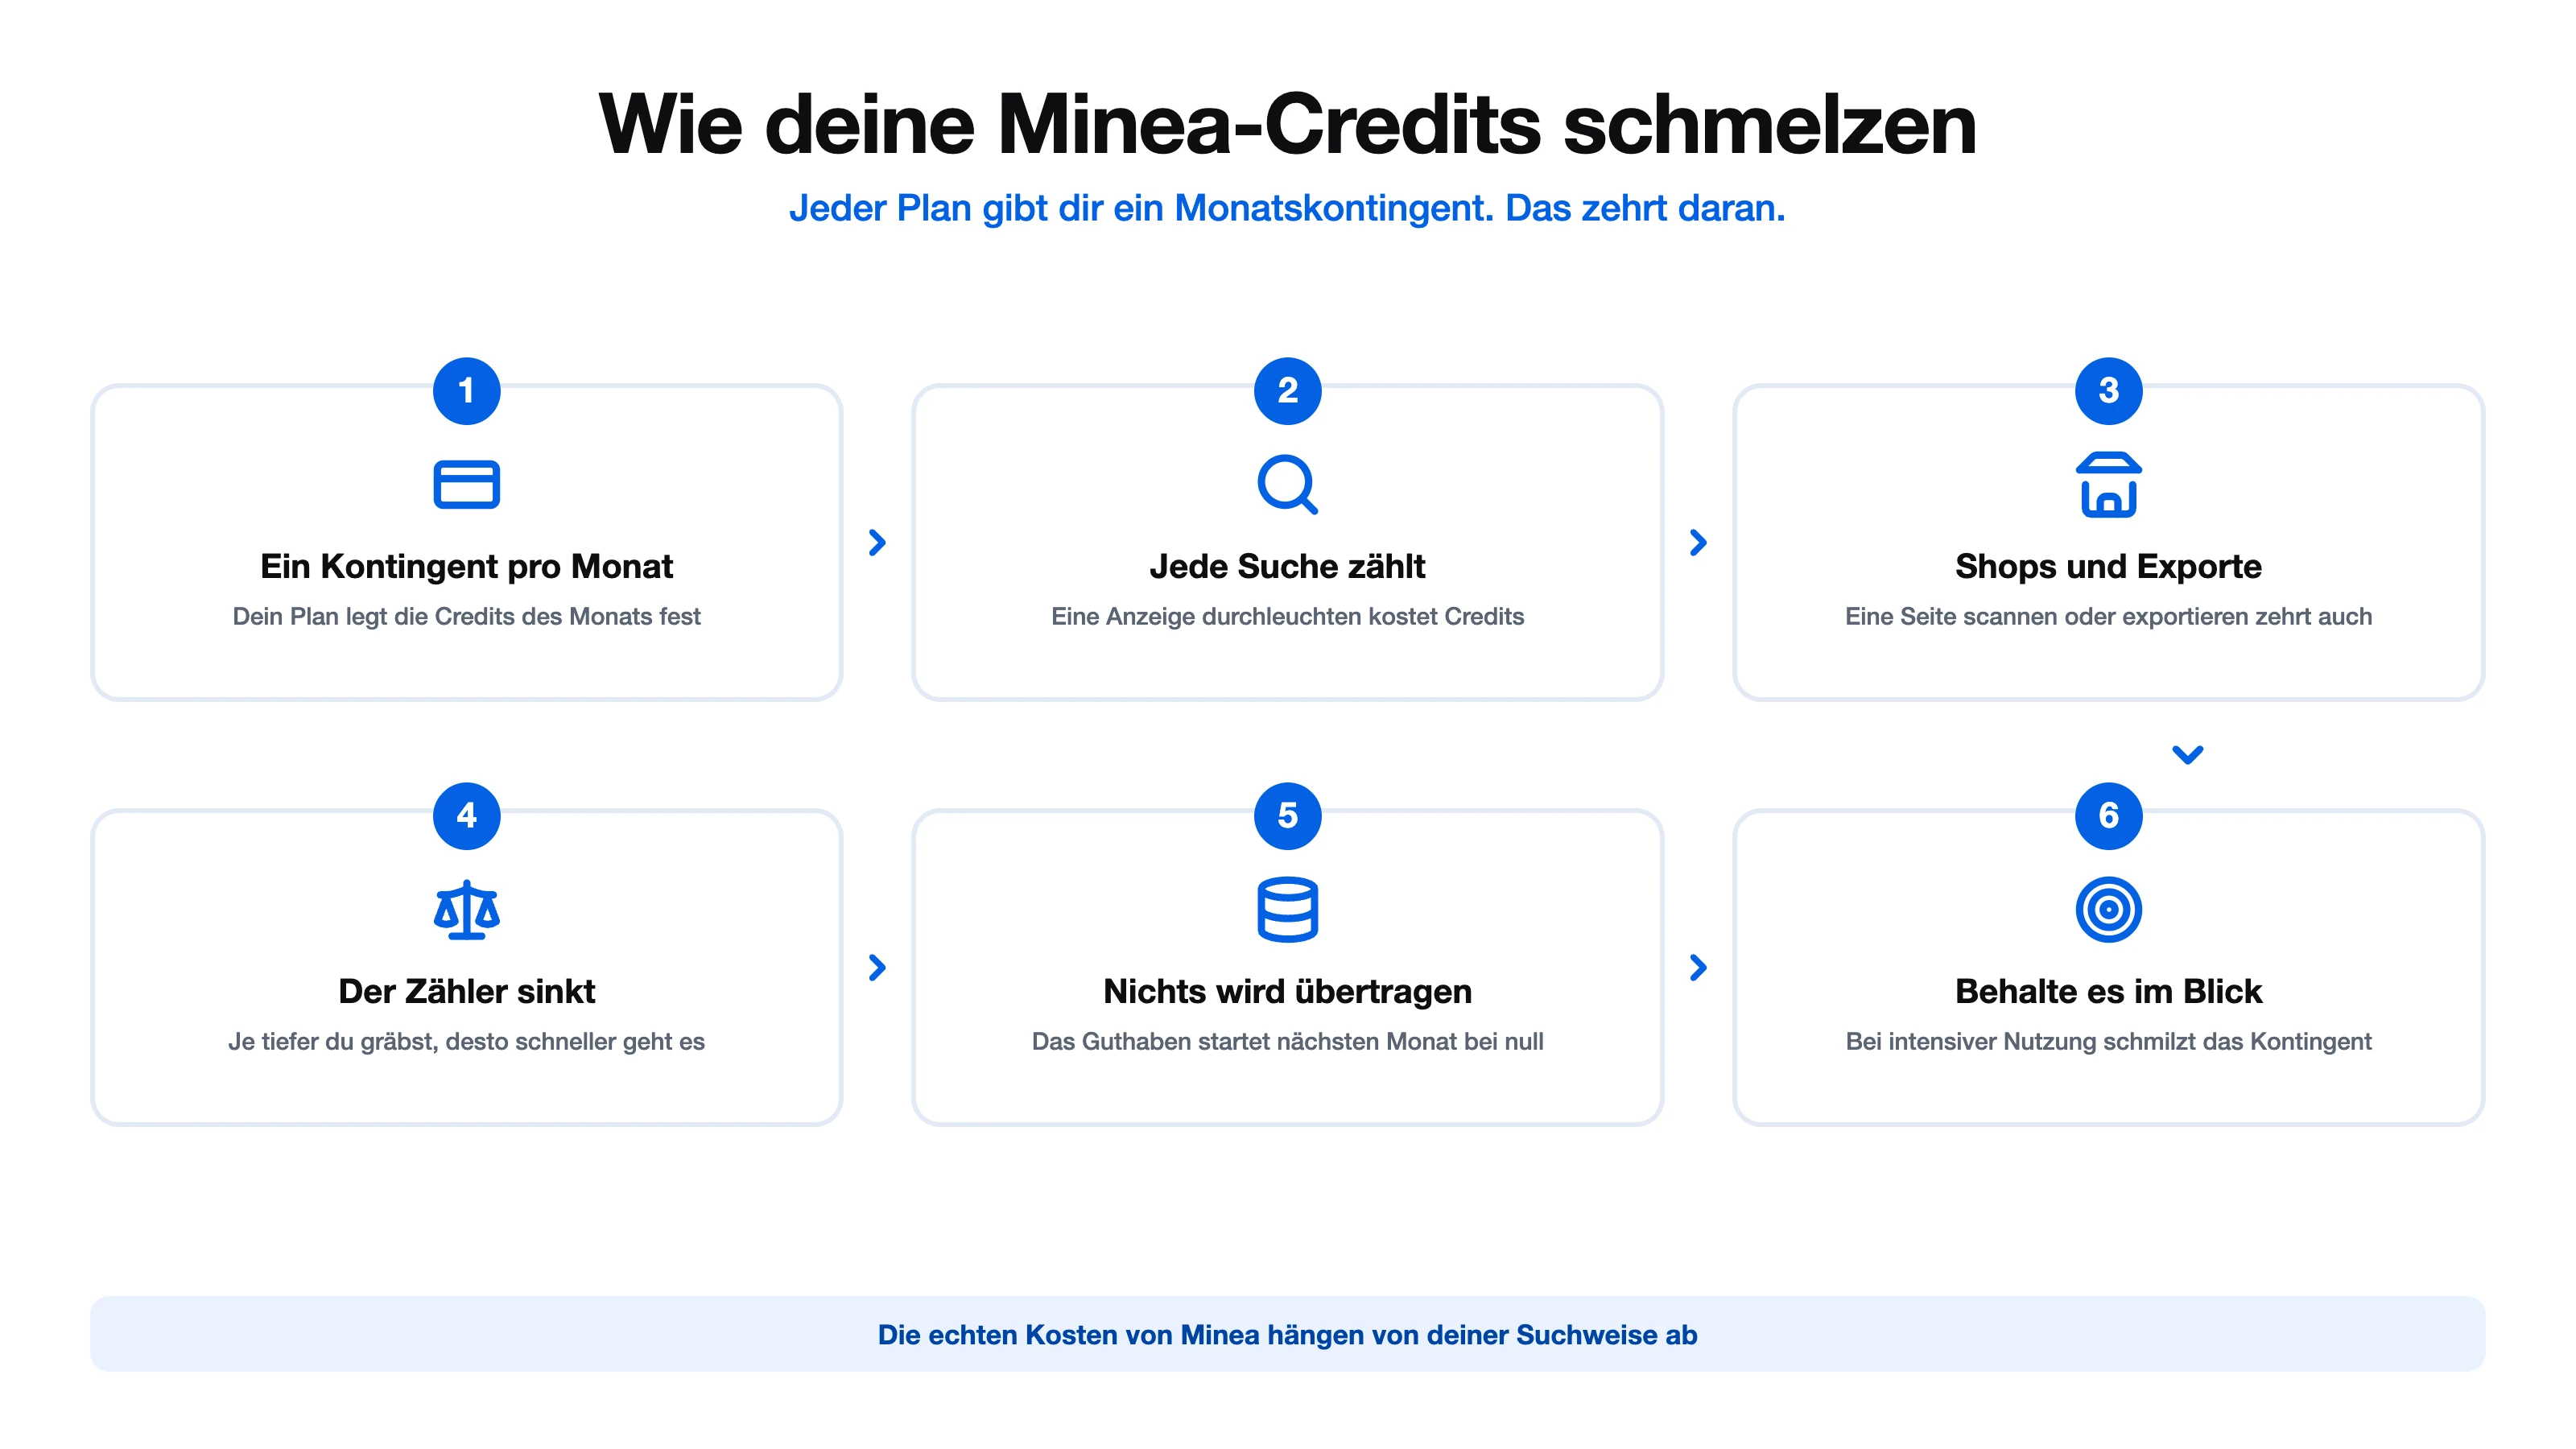 Wie deine Minea-Credits schmelzen
Jeder Plan gibt dir ein Monatskontingent. Das zehrt daran.
1
Ein Kontingent pro Monat
Dein Plan legt die Credits des Monats fest
2
Jede Suche zählt
Eine Anzeige durchleuchten kostet Credits
3
Shops und Exporte
Eine Seite scannen oder exportieren zehrt auch
4
Der Zähler sinkt
Je tiefer du gräbst, desto schneller geht es
5
Nichts wird übertragen
Das Guthaben startet nächsten Monat bei null
6
Behalte es im Blick
Bei intensiver Nutzung schmilzt das Kontingent
Die echten Kosten von Minea hängen von deiner Suchweise ab